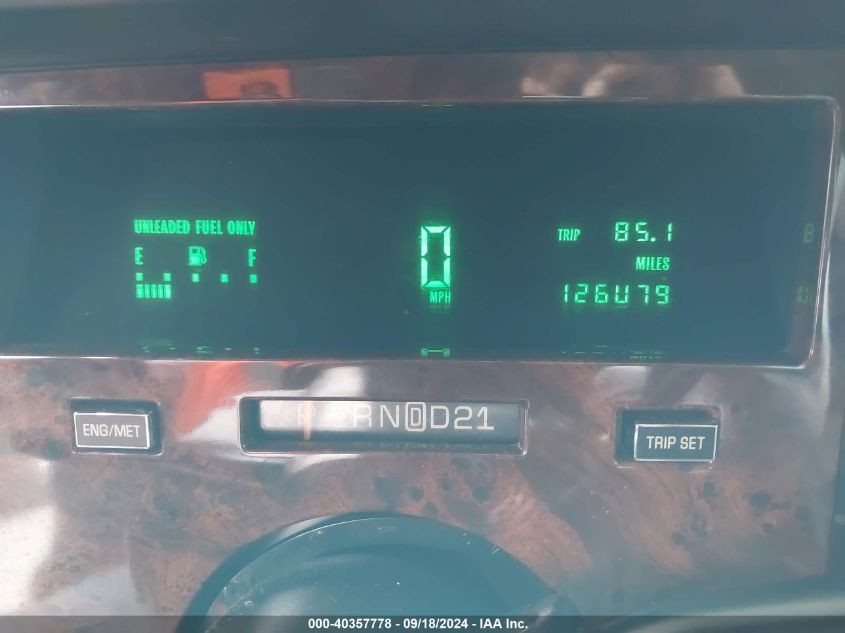 UNLEADED FUEL ONLY
E F
0
MPH
TRIP 85.1
MILES
126U79
ENG/MET
P RN0D21
TRIP SET
000-40357778 - 09/18/2024 - IAA Inc.